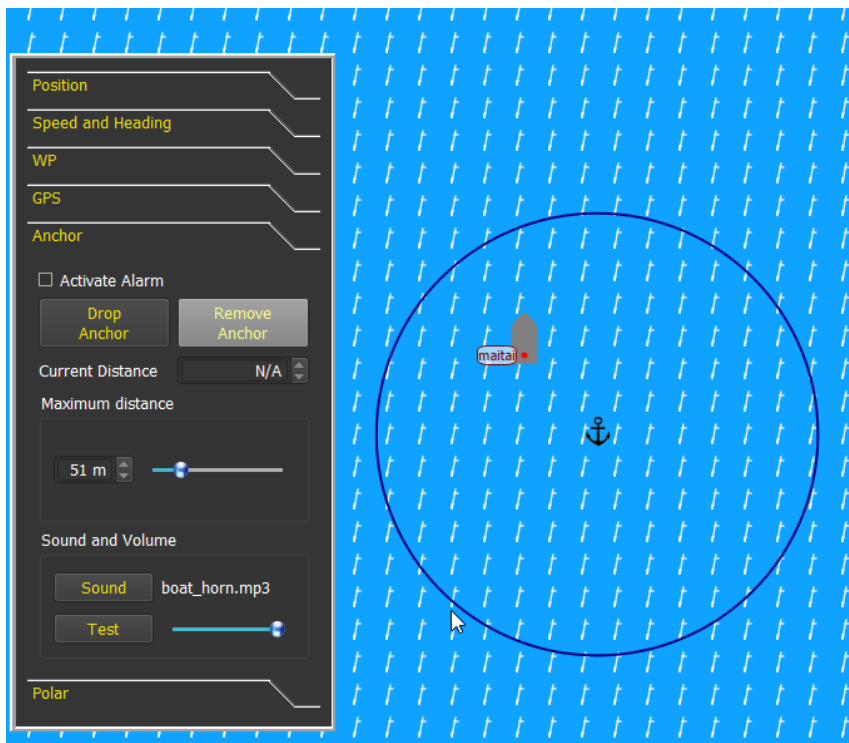 Position
Speed and Heading
WP
GPS
Anchor
Activate Alarm
Drop
Anchor
Remove
Anchor
Current Distance N/A
Maximum distance
51 m
Sound and Volume
Sound boat_horn.mp3
Test
Polar
maitai